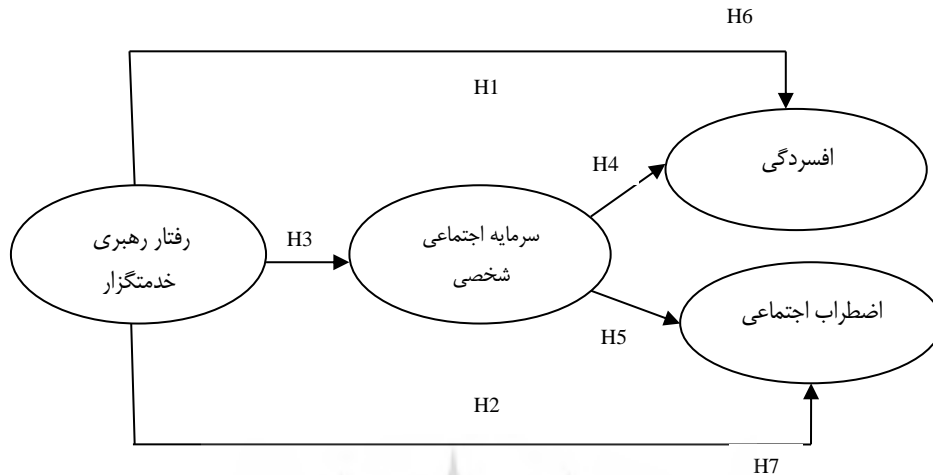 H6
H1
افسردگی
H4
رفتار رهبری
خدمتگزار
H3
سرمایه اجتماعی
شخصی
اضطراب اجتماعی
H5
H2
H7